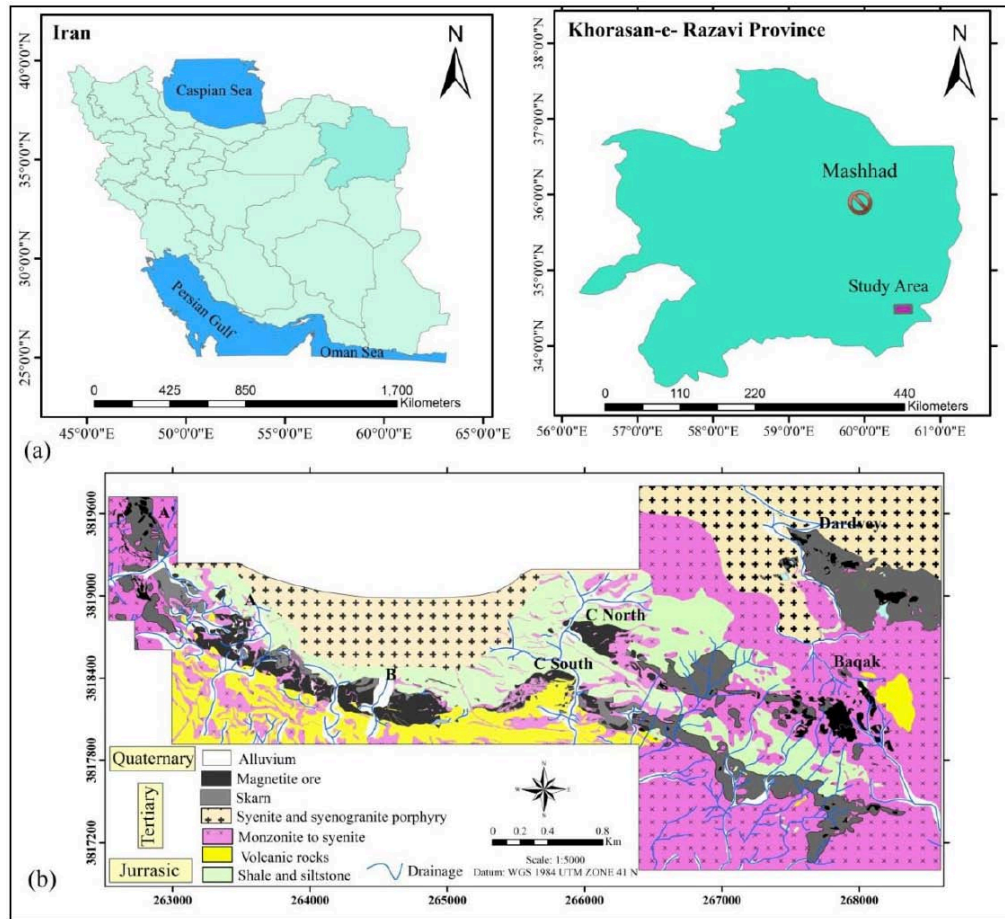 Iran
N
Caspian Sea
Persian Gulf
Oman Sea
40°0'0"N
35°0'0"N
30°0'0"N
25°0'0"N
0 425 850 1,700
Kilometers
45°0'0"E 50°0'0"E 55°0'0"E 60°0'0"E 65°0'0"E
(a)
Khorasan-e- Razavi Province
N
Mashhad
Study Area
38°0'0"N
37°0'0"N
36°0'0"N
35°0'0"N
34°0'0"N
0 110 220 440
Kilometers
56°0'0"E 57°0'0"E 58°0'0"E 59°0'0"E 60°0'0"E 61°0'0"E
3819600
3819000
3818400
3817800
3817200
A'
A
B
C North
C South
Dardvey
Baqak
Quaternary
Tertiary
Jurrasic
Alluvium
Magnetite ore
Skarn
Syenite and syenogranite porphyry
Monzonite to syenite
Volcanic rocks
Shale and siltstone
Drainage
N
W
E
S
0 0.2 0.4 0.8
Km
Scale: 1:5000
Datum: WGS 1984 UTM ZONE 41 N
(b)
263000 264000 265000 266000 267000 268000